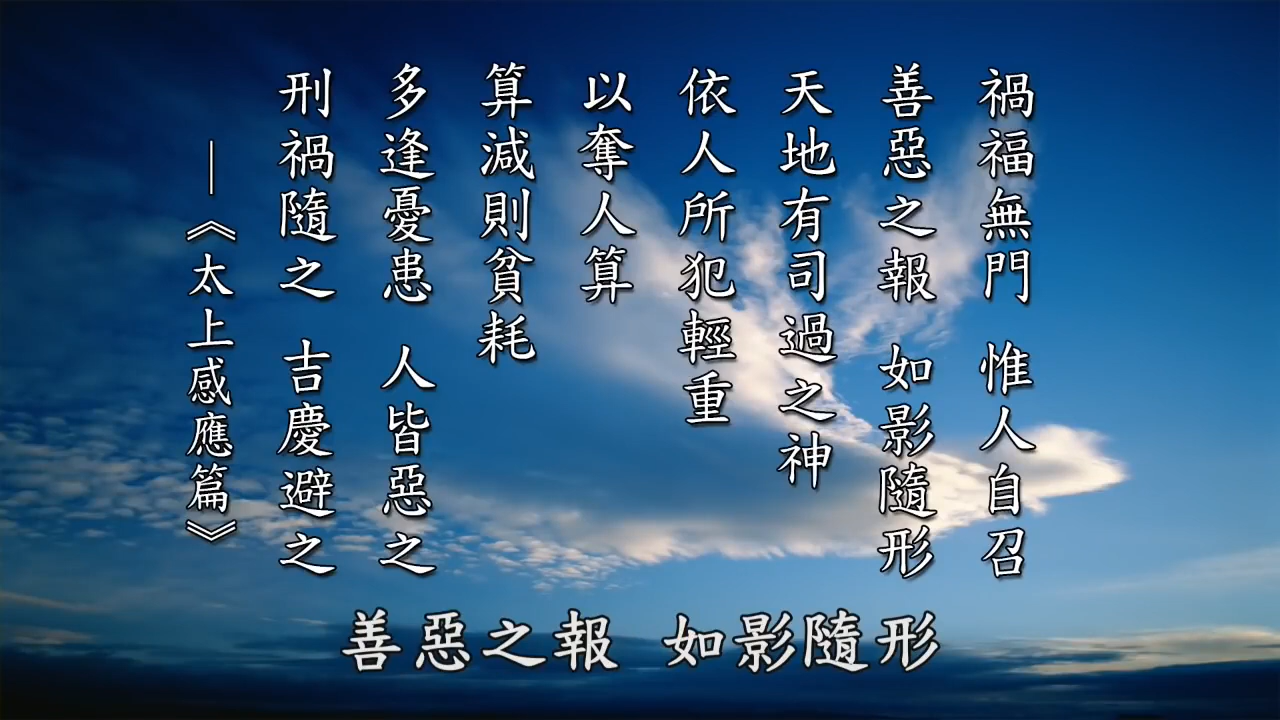 禍福無門 惟人自召
善惡之報 如影隨形
天地有司過之神
依人所犯輕重
以奪人算
算減則貧耗
多逢憂患 人皆惡之
刑禍隨之 吉慶避之
—《太上感應篇》
善惡之報 如影隨形